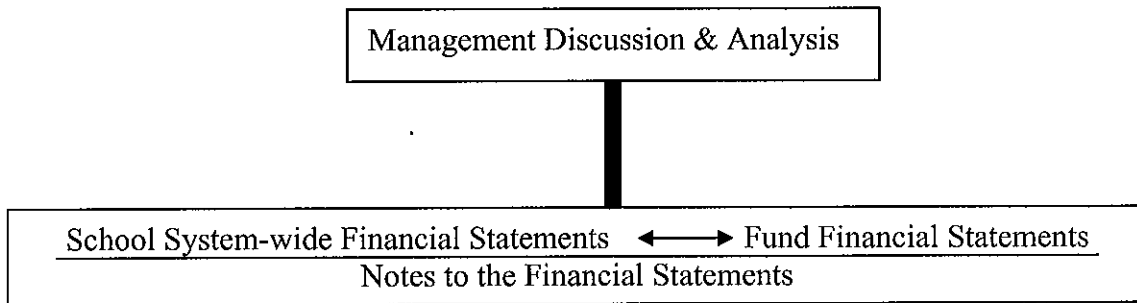 Management Discussion & Analysis
School System-wide Financial Statements ↔ Fund Financial Statements
Notes to the Financial Statements